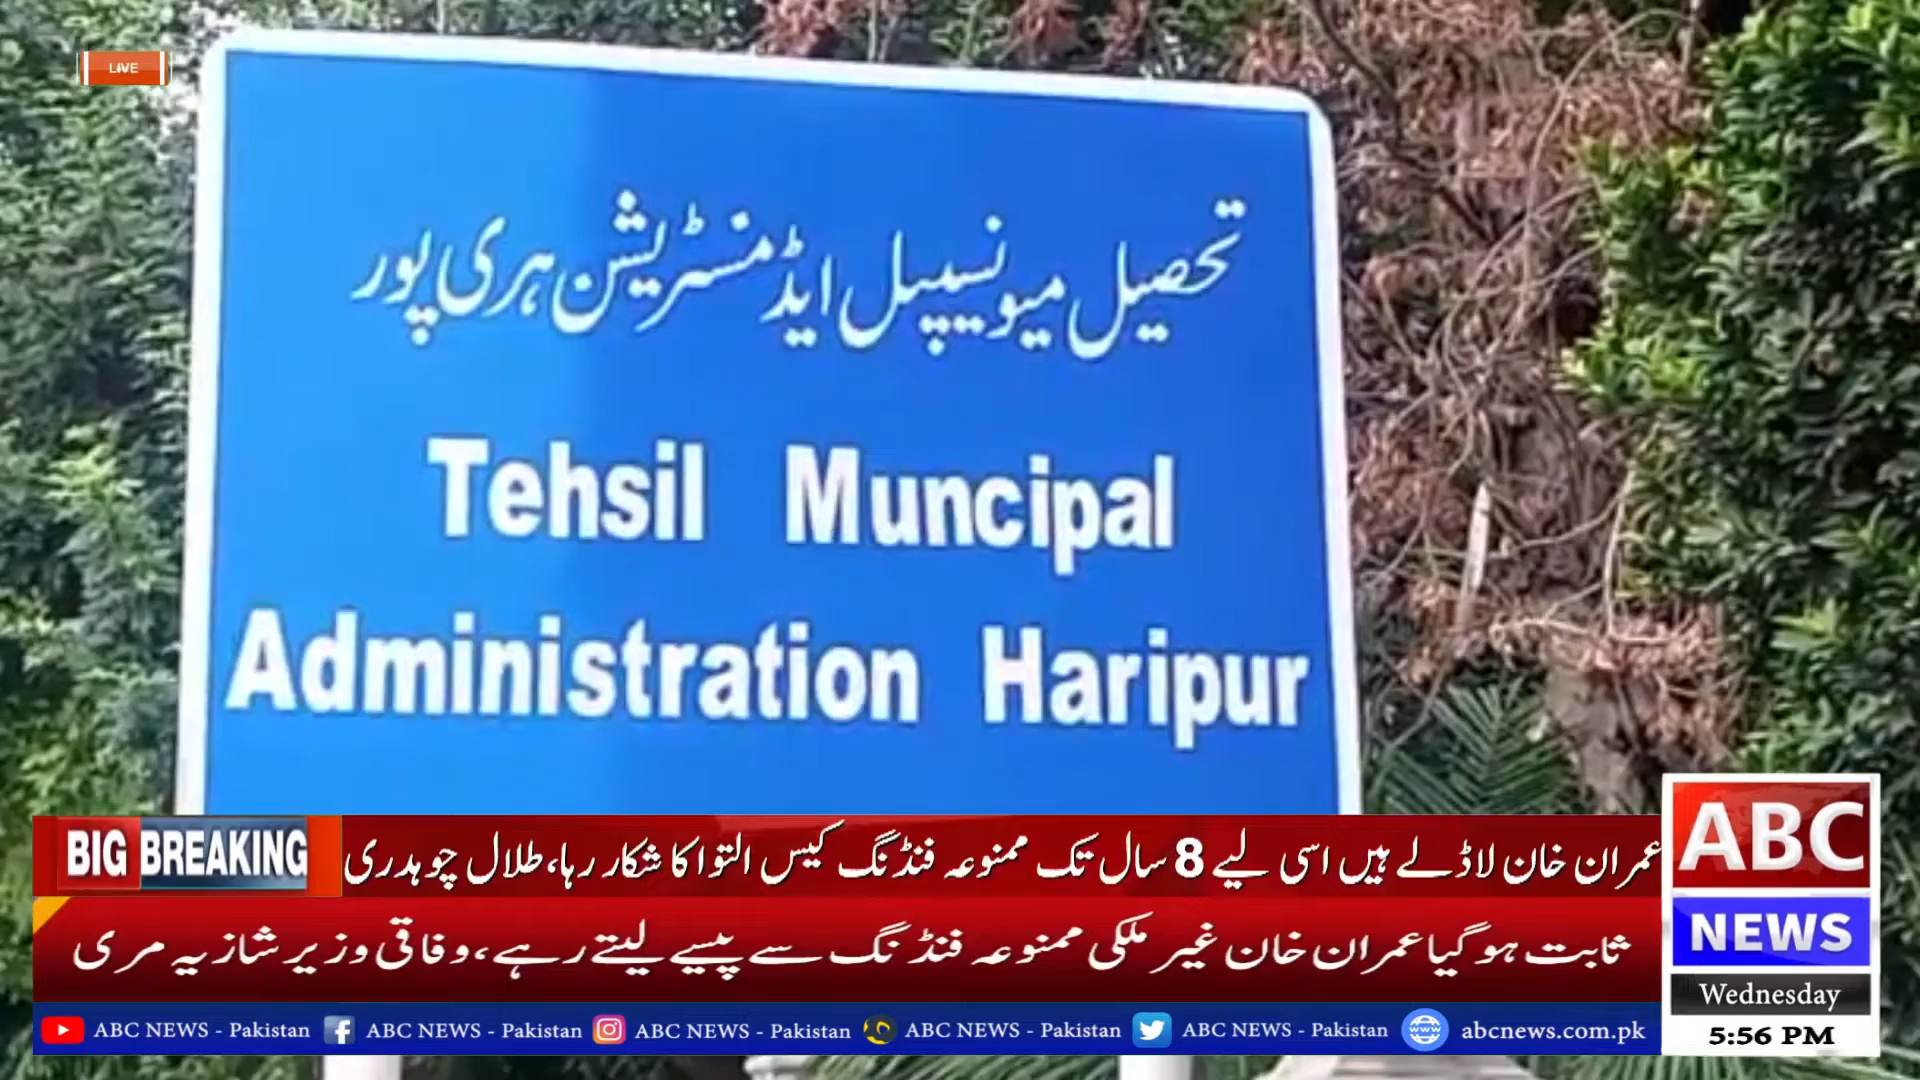 LIVE
تحصیل میونسپپل ایڈمنسٹریشن ہری پور
Tehsil Muncipal
Administration Haripur
BIG BREAKING
عمران خان لاڈلے ہیں اسی لیے 8 سال تک ممنوعہ فنڈنگ کیس التوا کا شکار رہا، طلال چوہدری
ثابت ہو گیا عمران خان غیر ملکی ممنوعہ فنڈنگ سے پیسے لیتے رہے، وفاقی وزیر شازیہ مری
ABC
NEWS
Wednesday
5:56 PM
ABC NEWS - Pakistan ABC NEWS - Pakistan ABC NEWS - Pakistan ABC NEWS - Pakistan ABC NEWS - Pakistan abcnews.com.pk